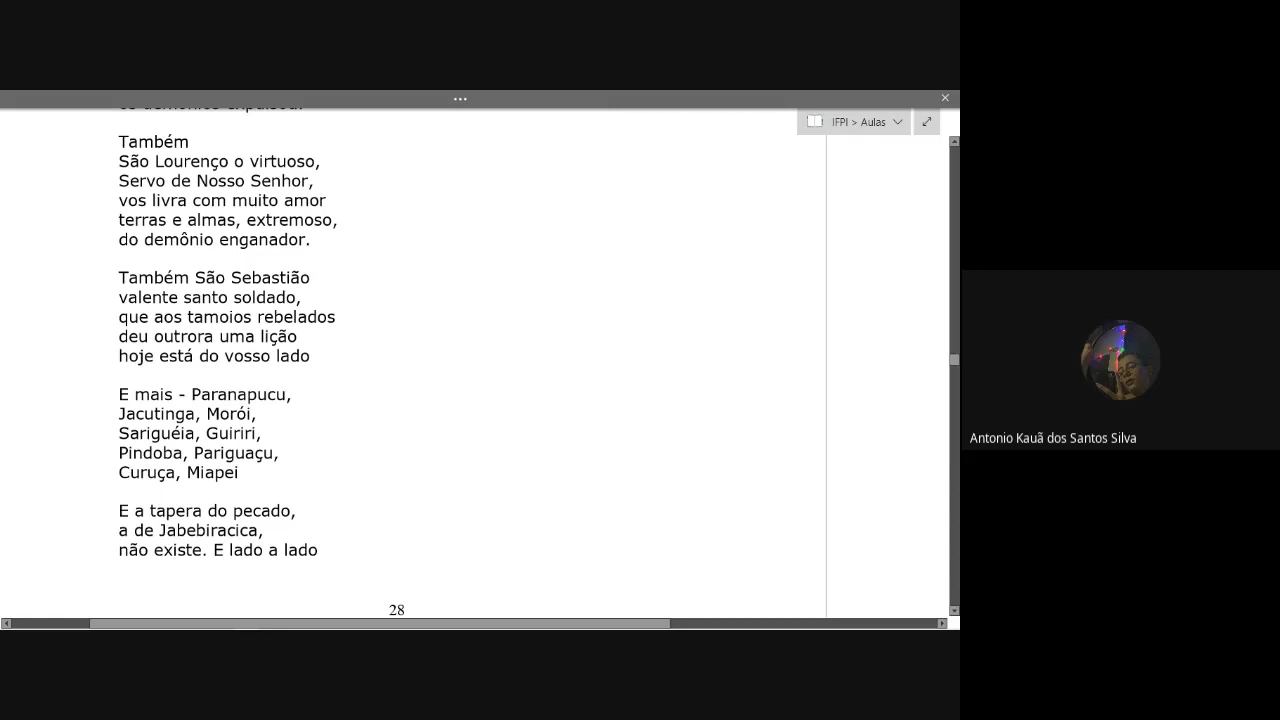 os demônios expulsou.
IFPI > Aulas
Também
São Lourenço o virtuoso,
Servo de Nosso Senhor,
vos livra com muito amor
terras e almas, extremoso,
do demônio enganador.
Também São Sebastião
valente santo soldado,
que aos tamoios rebelados
deu outrora uma lição
hoje está do vosso lado
E mais - Paranapucu,
Jacutinga, Morói,
Sariguéia, Guiriri,
Pindoba, Pariguaçu,
Curuça, Miapei
E a tapera do pecado,
a de Jabebiracica,
não existe. E lado a lado
28
Antonio Kauã dos Santos Silva